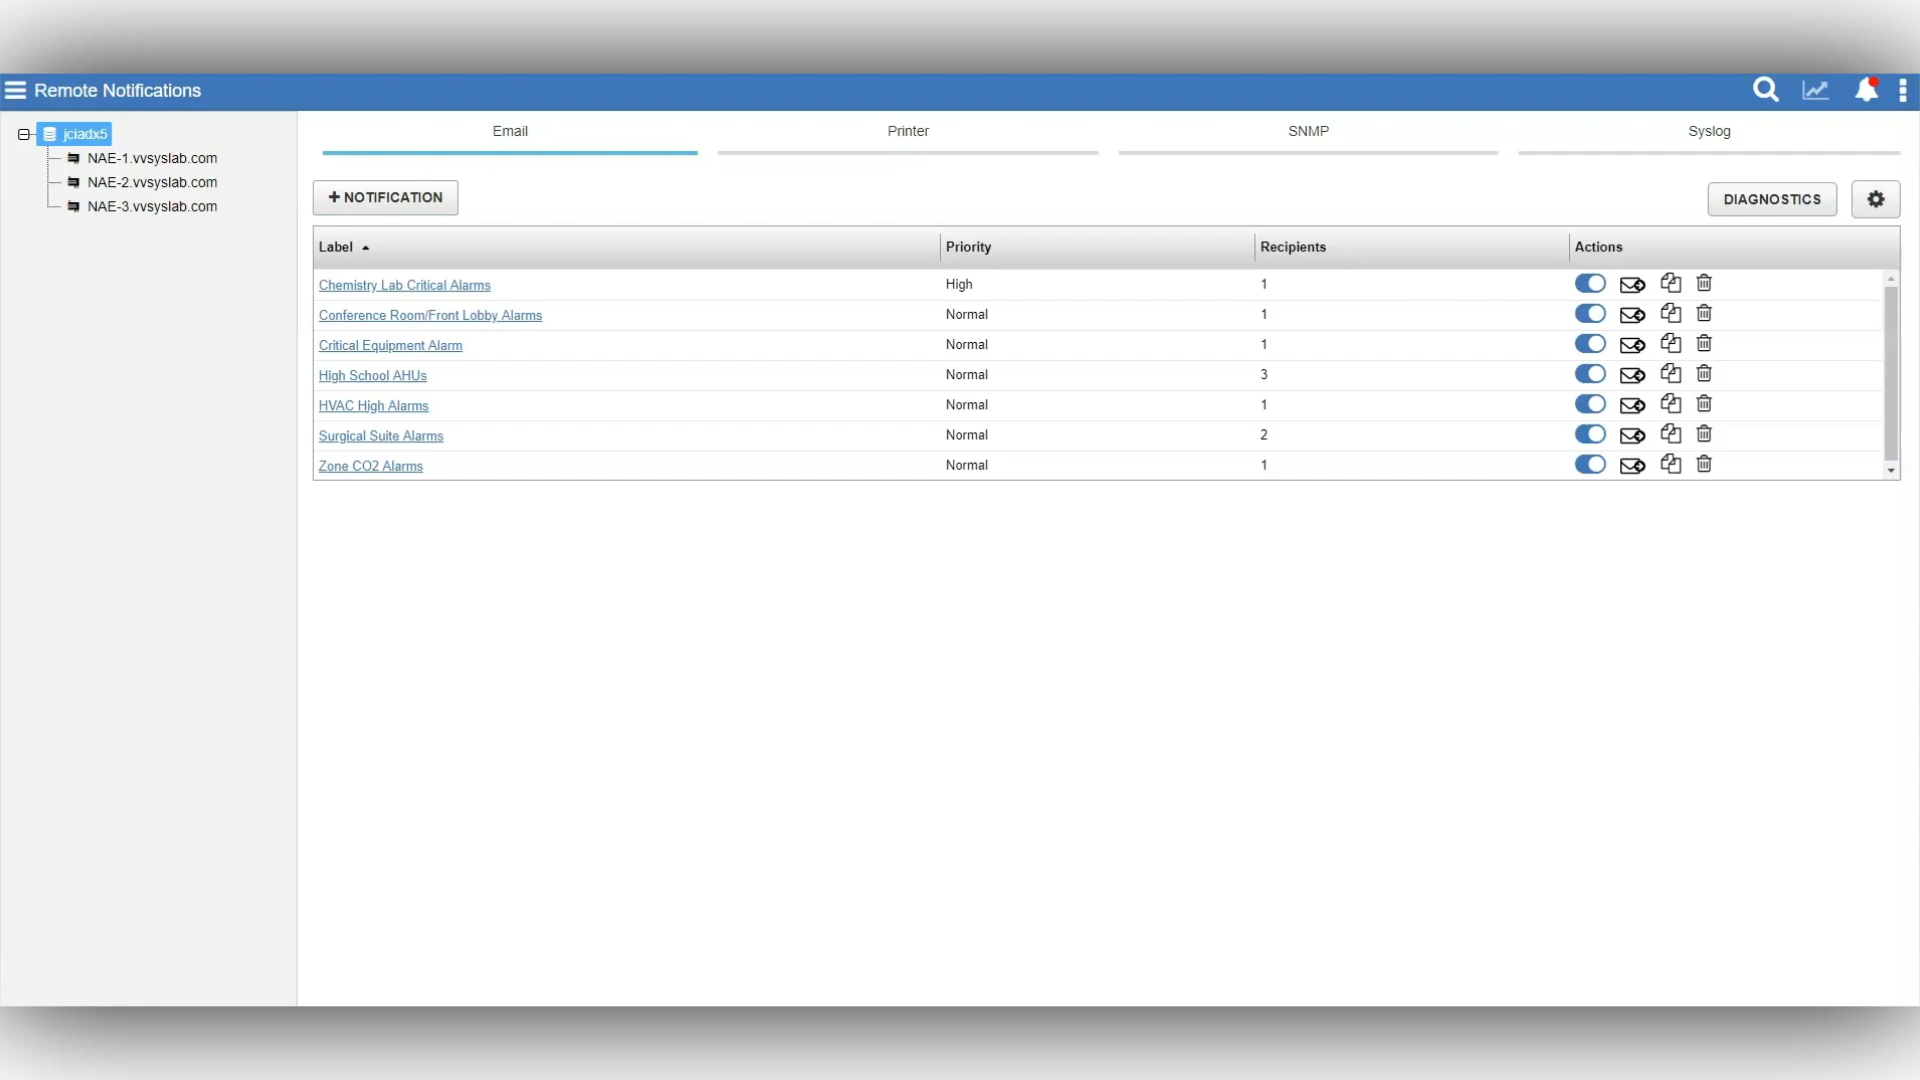 Remote Notifications
jciadx5
NAE-1.vvsyslab.com
NAE-2.vvsyslab.com
NAE-3.vvsyslab.com
Email Printer SNMP Syslog
+ NOTIFICATION DIAGNOSTICS
Label Priority Recipients Actions
Chemistry Lab Critical Alarms High 1
Conference Room/Front Lobby Alarms Normal 1
Critical Equipment Alarm Normal 1
High School AHUs Normal 3
HVAC High Alarms Normal 1
Surgical Suite Alarms Normal 2
Zone CO2 Alarms Normal 1